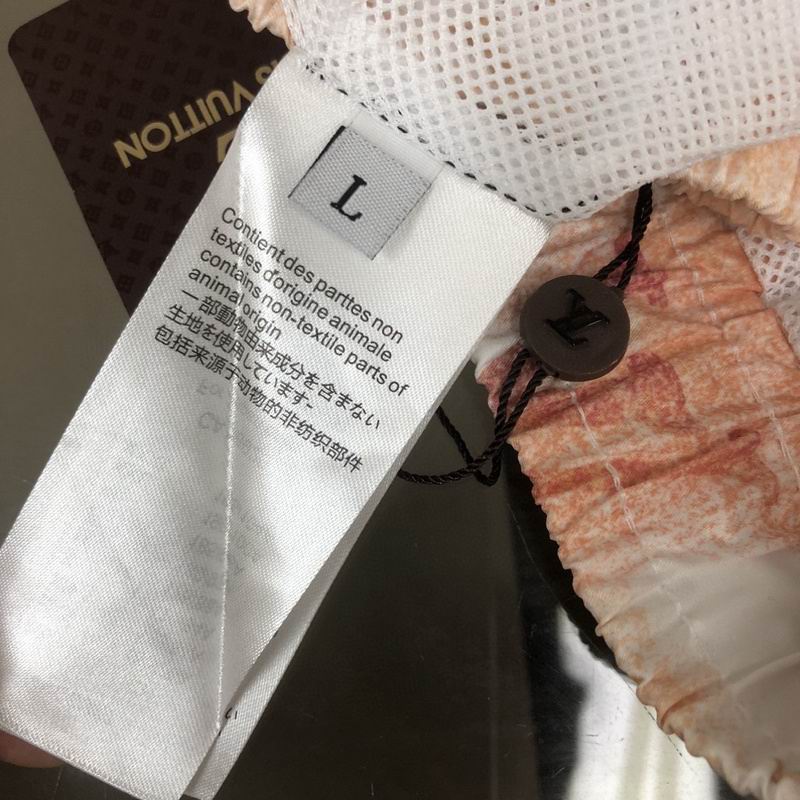 VUITTON
L
Contient des parttes non
textiles d'origine animale
contains non-textile parts of
animal origin
一部動物由来成分を含まない
生地を使用しています-
包括来源于动物的非纺织部件
LV